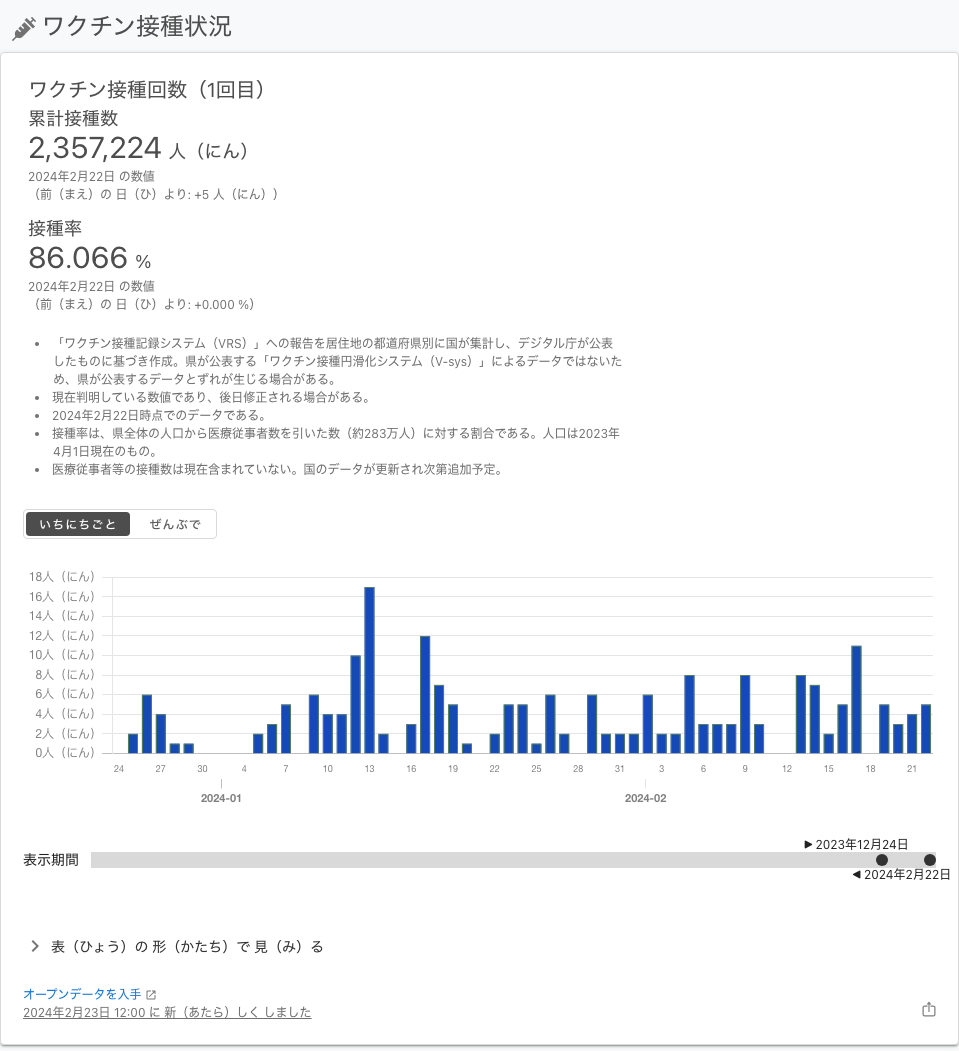 ワクチン接種状況
ワクチン接種回数（1回目）
累計接種数
2,357,224 人（にん）
2024年2月22日 の数値
（前（まえ）の 日（ひ）より: +5 人（にん））
接種率
86.066 %
2024年2月22日 の数値
（前（まえ）の 日（ひ）より: +0.000 %）
• 「ワクチン接種記録システム（VRS）」への報告を居住地の都道府県別に国が集計し、デジタル庁が公表
したものに基づき作成。県が公表する「ワクチン接種円滑化システム（V-sys）」によるデータではないた
め、県が公表するデータとずれが生じる場合がある。
• 現在判明している数値であり、後日修正される場合がある。
• 2024年2月22日時点でのデータである。
• 接種率は、県全体の人口から医療従事者数を引いた数（約283万人）に対する割合である。人口は2023年
4月1日現在のもの。
• 医療従事者等の接種数は現在含まれていない。国のデータが更新され次第追加予定。
いちにちごと ぜんぶで
18人（にん）
16人（にん）
14人（にん）
12人（にん）
10人（にん）
8人（にん）
6人（にん）
4人（にん）
2人（にん）
0人（にん）
24 27 30 4 7 10 13 16 19 22 25 28 31 3 6 9 12 15 18 21
2024-01 2024-02
2023年12月24日
表示期間
2024年2月22日
表（ひょう）の 形（かたち）で 見（み）る
オープンデータを入手
2024年2月23日 12:00 に 新（あたら）しく しました